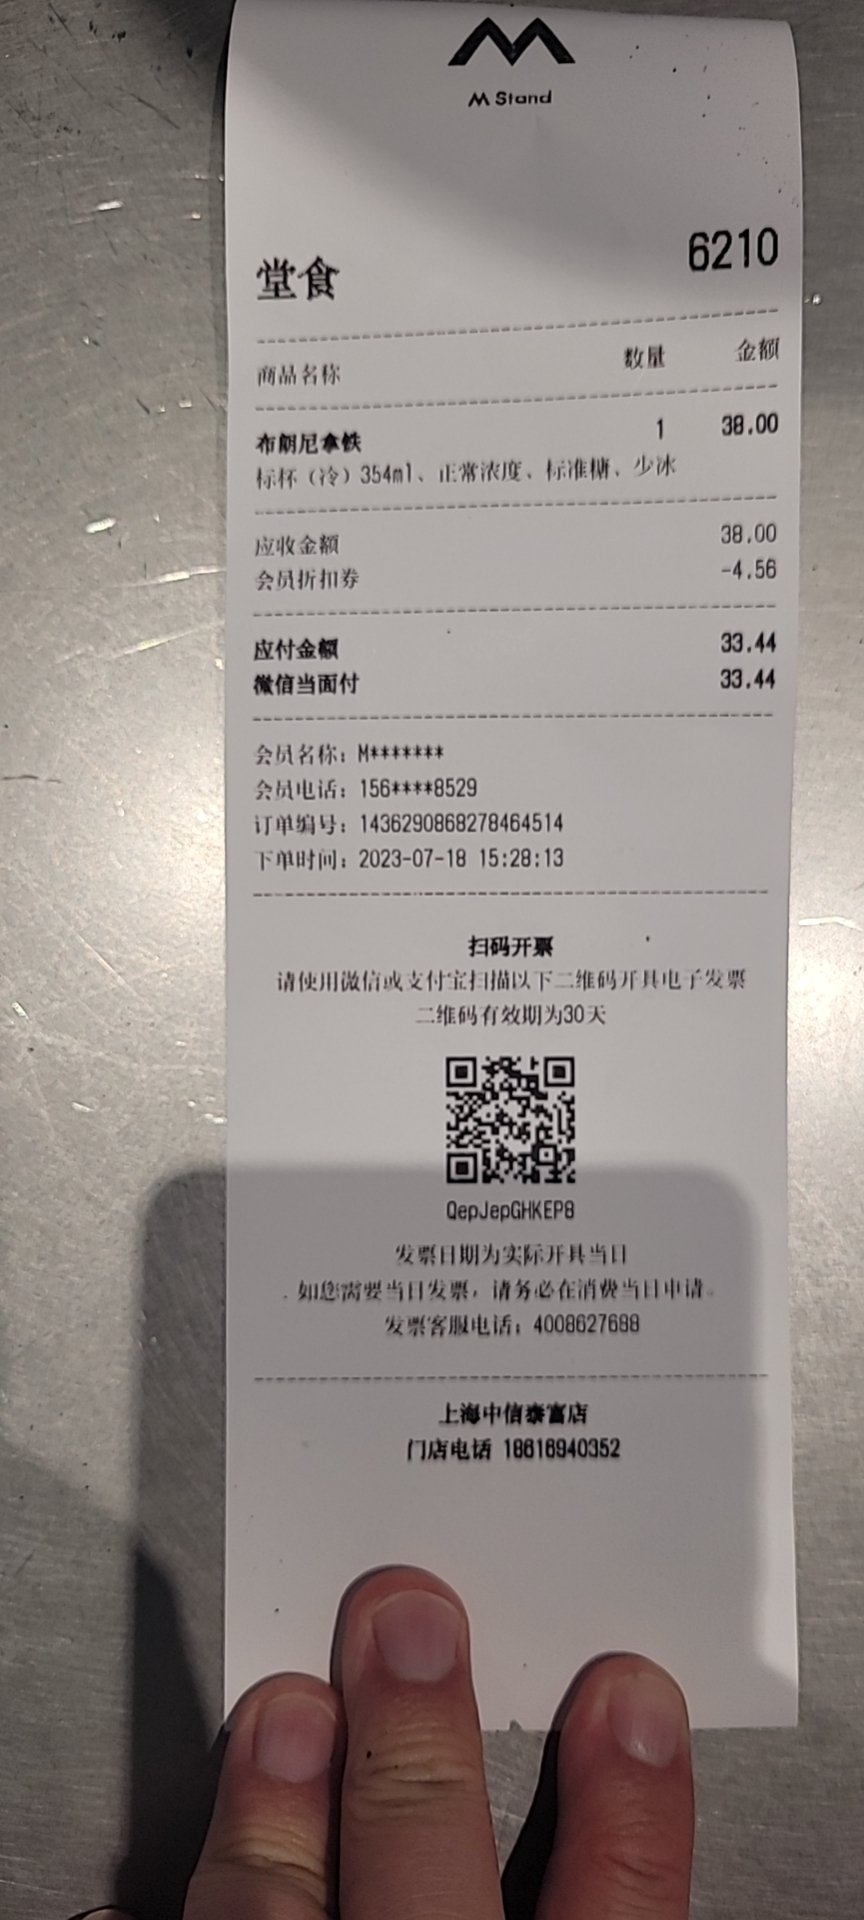 M Stand
6210
堂食
商品名称 数量 金额
布朗尼拿铁 1 38.00
标杯（冷）354ml、正常浓度、标准糖、少冰
应收金额 38.00
会员折扣券 -4.56
应付金额 33.44
微信当面付 33.44
会员名称：M*******
会员电话：156****8529
订单编号：1436290868278464514
下单时间：2023-07-18 15:28:13
扫码开票
请使用微信或支付宝扫描以下二维码开具电子发票
二维码有效期为30天
QepJepGHKEP8
发票日期为实际开具当日
如您需要当日发票，请务必在消费当日申请。
发票客服电话：4008627688
上海中信泰富店
门店电话 18616940352